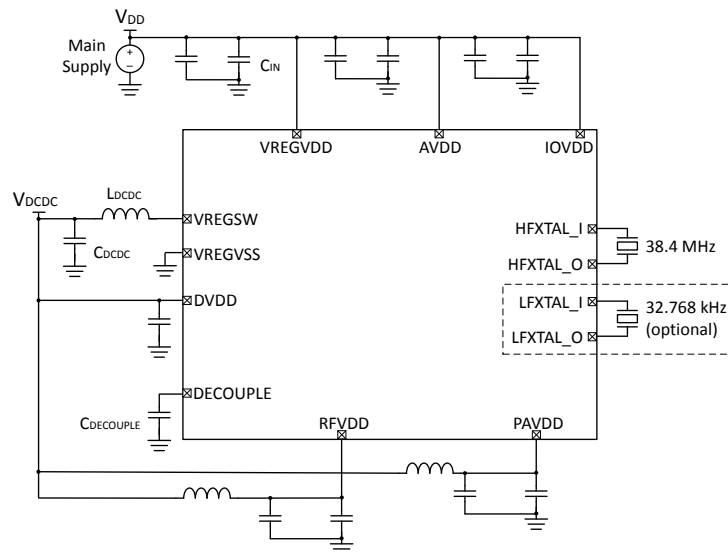 VDD
Main
Supply
+
–
CIN
VREGVDD
AVDD
IOVDD
VDCDC
LDCDC
VREGSW
CDCDC
VREGVSS
DVDD
DECOUPLE
CDECOUPLE
RFVDD
PAVDD
HFXTAL_I
HFXTAL_O
38.4 MHz
LFXTAL_I
LFXTAL_O
32.768 kHz
(optional)